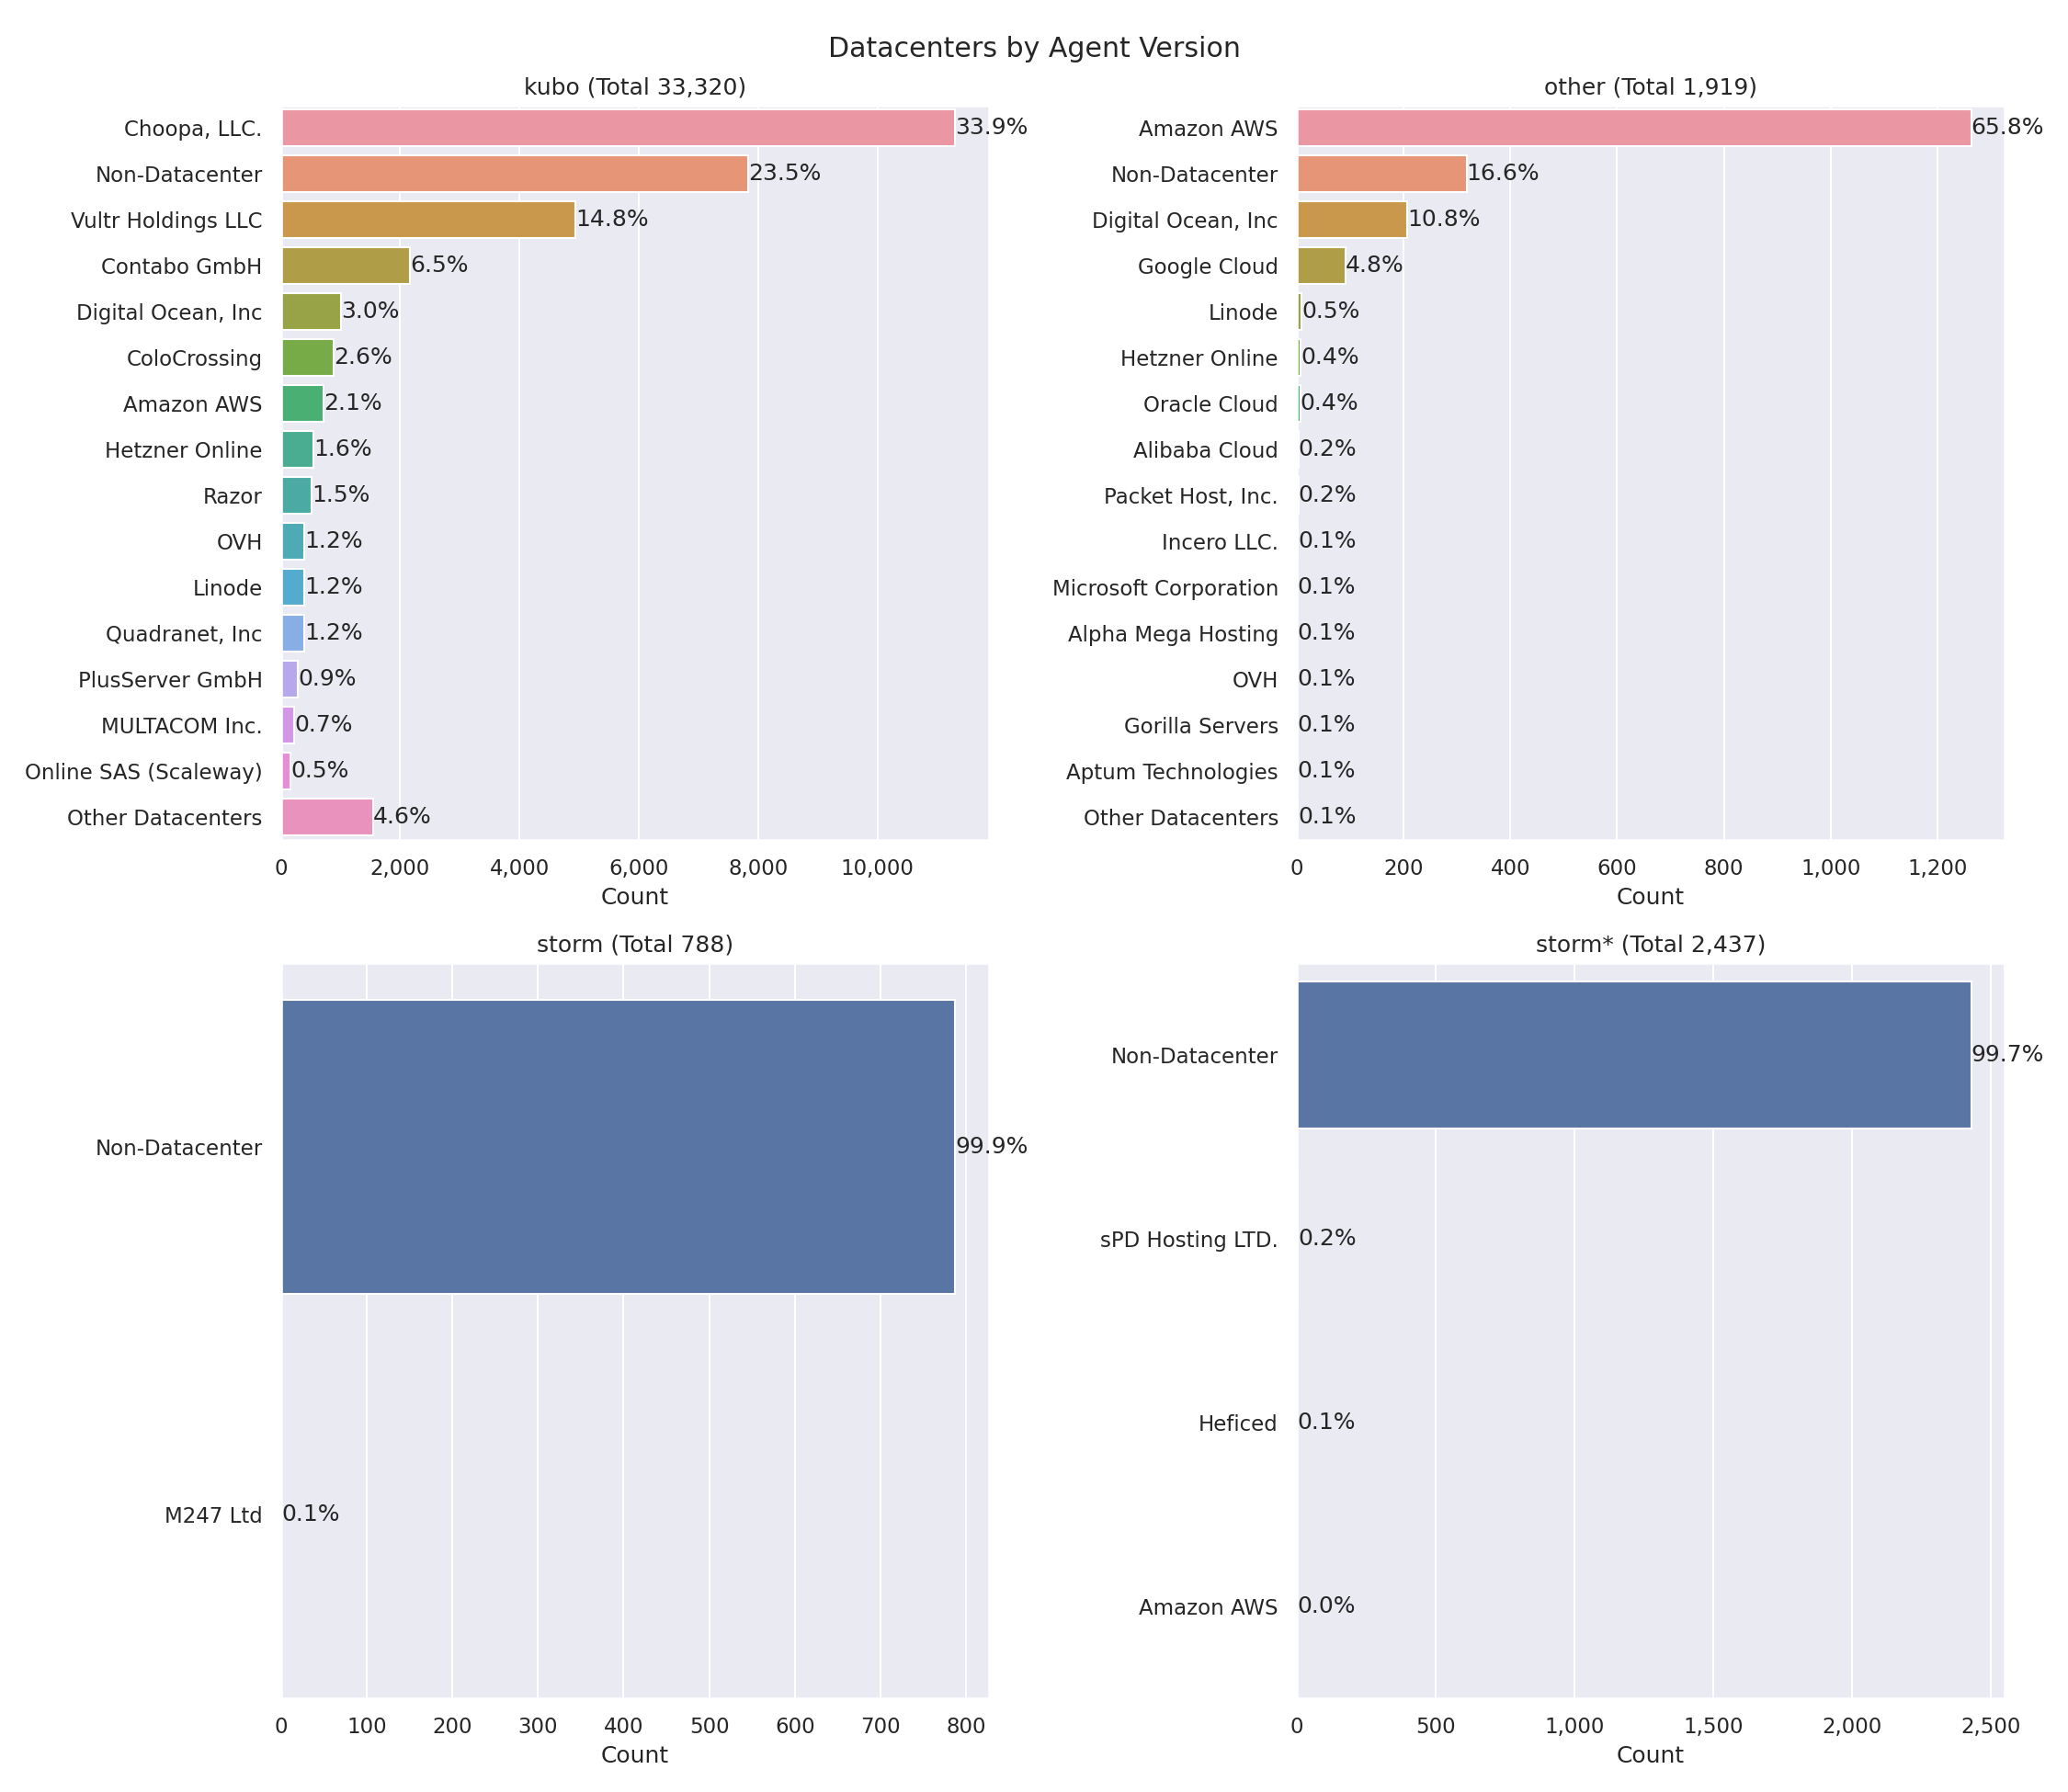 Datacenters by Agent Version
kubo (Total 33,320)
Choopa, LLC. 33.9%
Non-Datacenter 23.5%
Vultr Holdings LLC 14.8%
Contabo GmbH 6.5%
Digital Ocean, Inc 3.0%
ColoCrossing 2.6%
Amazon AWS 2.1%
Hetzner Online 1.6%
Razor 1.5%
OVH 1.2%
Linode 1.2%
Quadranet, Inc 1.2%
PlusServer GmbH 0.9%
MULTACOM Inc. 0.7%
Online SAS (Scaleway) 0.5%
Other Datacenters 4.6%
0 2,000 4,000 6,000 8,000 10,000
Count
other (Total 1,919)
Amazon AWS 65.8%
Non-Datacenter 16.6%
Digital Ocean, Inc 10.8%
Google Cloud 4.8%
Linode 0.5%
Hetzner Online 0.4%
Oracle Cloud 0.4%
Alibaba Cloud 0.2%
Packet Host, Inc. 0.2%
Incero LLC. 0.1%
Microsoft Corporation 0.1%
Alpha Mega Hosting 0.1%
OVH 0.1%
Gorilla Servers 0.1%
Aptum Technologies 0.1%
Other Datacenters 0.1%
0 200 400 600 800 1,000 1,200
Count
storm (Total 788)
Non-Datacenter 99.9%
M247 Ltd 0.1%
0 100 200 300 400 500 600 700 800
Count
storm* (Total 2,437)
Non-Datacenter 99.7%
sPD Hosting LTD. 0.2%
Heficed 0.1%
Amazon AWS 0.0%
0 500 1,000 1,500 2,000 2,500
Count